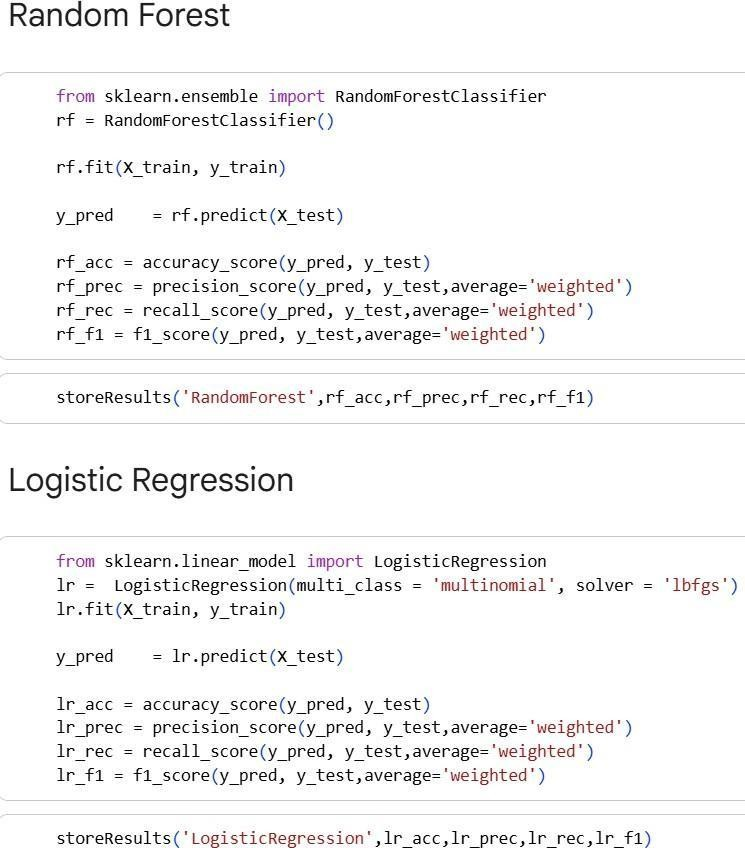 Random Forest
from sklearn.ensemble import RandomForestClassifier
rf = RandomForestClassifier()
rf.fit(X_train, y_train)
y_pred    = rf.predict(X_test)
rf_acc = accuracy_score(y_pred, y_test)
rf_prec = precision_score(y_pred, y_test,average='weighted')
rf_rec = recall_score(y_pred, y_test,average='weighted')
rf_f1 = f1_score(y_pred, y_test,average='weighted')
storeResults('RandomForest',rf_acc,rf_prec,rf_rec,rf_f1)
Logistic Regression
from sklearn.linear_model import LogisticRegression
lr =  LogisticRegression(multi_class = 'multinomial', solver = 'lbfgs')
lr.fit(X_train, y_train)
y_pred    = lr.predict(X_test)
lr_acc = accuracy_score(y_pred, y_test)
lr_prec = precision_score(y_pred, y_test,average='weighted')
lr_rec = recall_score(y_pred, y_test,average='weighted')
lr_f1 = f1_score(y_pred, y_test,average='weighted')
storeResults('LogisticRegression',lr_acc,lr_prec,lr_rec,lr_f1)